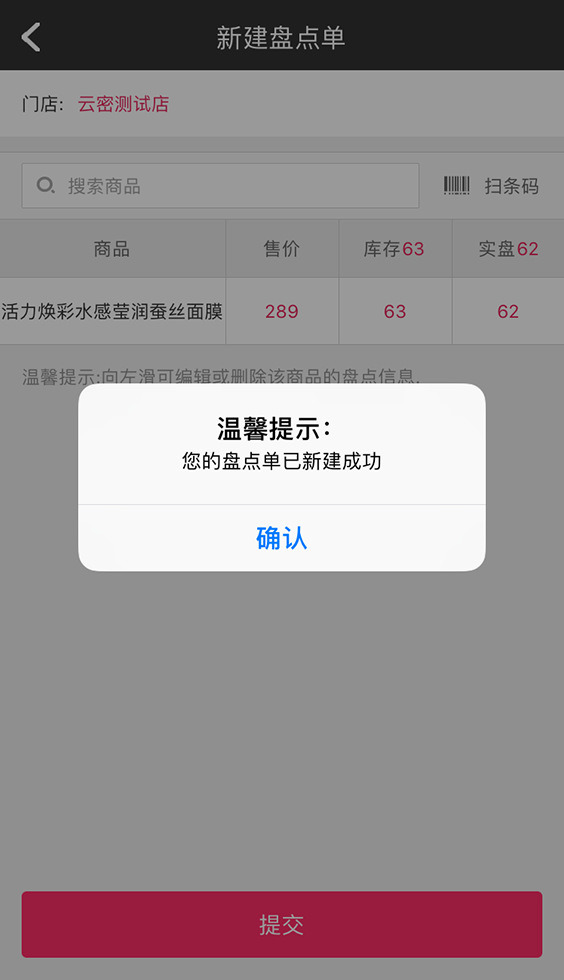 新建盘点单
门店: 云密测试店
搜索商品 扫条码
商品 售价 库存63 实盘62
活力焕彩水感莹润蚕丝面膜 289 63 62
温馨提示:向左滑可编辑或删除该商品的盘点信息.
温馨提示:
您的盘点单已新建成功
确认
提交